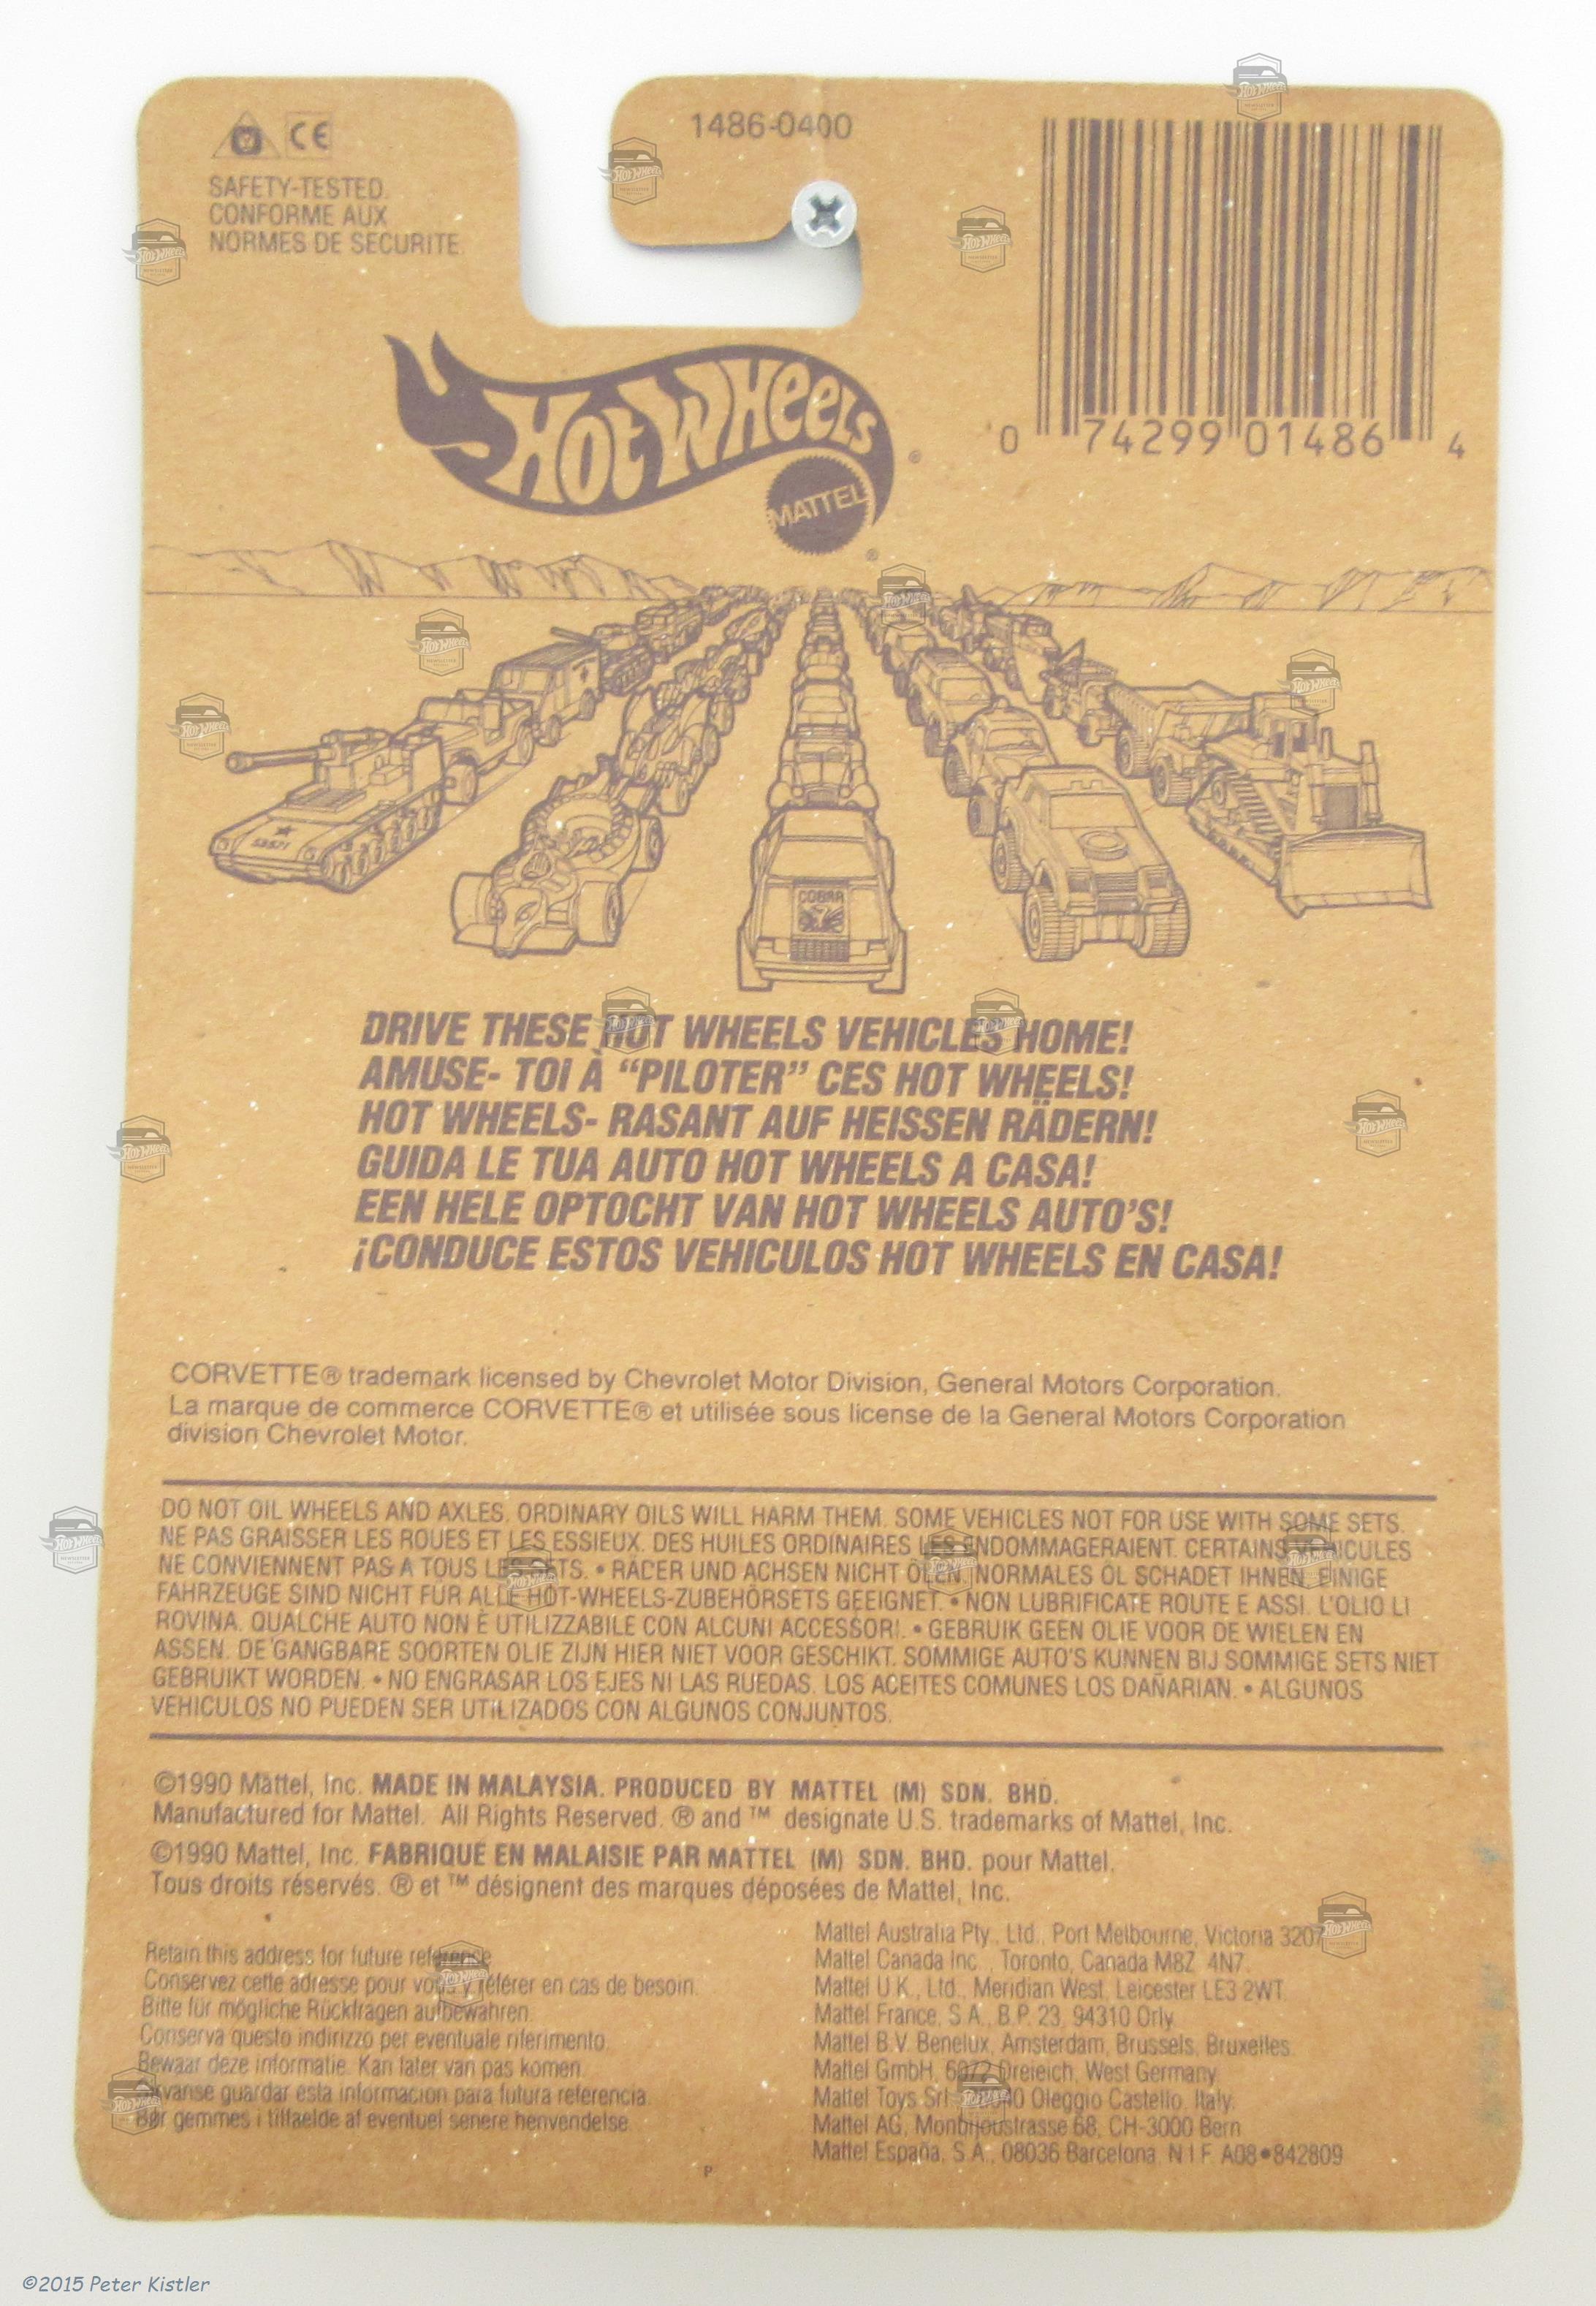 CE
SAFETY-TESTED.
CONFORME AUX
NORMES DE SECURITE.
1486-0400
0 74299 01486 4
HOT WHEELS ®
MATTEL ®
53571
COBRA
DRIVE THESE HOT WHEELS VEHICLES HOME!
AMUSE- TOI À “PILOTER” CES HOT WHEELS!
HOT WHEELS- RASANT AUF HEISSEN RÄDERN!
GUIDA LE TUA AUTO HOT WHEELS A CASA!
EEN HELE OPTOCHT VAN HOT WHEELS AUTO'S!
¡CONDUCE ESTOS VEHICULOS HOT WHEELS EN CASA!
CORVETTE® trademark licensed by Chevrolet Motor Division, General Motors Corporation.
La marque de commerce CORVETTE® et utilisée sous license de la General Motors Corporation
division Chevrolet Motor.
DO NOT OIL WHEELS AND AXLES. ORDINARY OILS WILL HARM THEM. SOME VEHICLES NOT FOR USE WITH SOME SETS.
NE PAS GRAISSER LES ROUES ET LES ESSIEUX. DES HUILES ORDINAIRES LES ENDOMMAGERAIENT. CERTAINS VEHICULES
NE CONVIENNENT PAS A TOUS LES SETS. • RÄDER UND ACHSEN NICHT ÖLEN. NORMALES ÖL SCHADET IHNEN. EINIGE
FAHRZEUGE SIND NICHT FÜR ALLE HOT-WHEELS-ZUBEHÖRSETS GEEIGNET. • NON LUBRIFICATE ROUTE E ASSI. L'OLIO LI
ROVINA. QUALCHE AUTO NON È UTILIZZABILE CON ALCUNI ACCESSORI. • GEBRUIK GEEN OLIE VOOR DE WIELEN EN
ASSEN. DE GANGBARE SOORTEN OLIE ZIJN HIER NIET VOOR GESCHIKT. SOMMIGE AUTO'S KUNNEN BIJ SOMMIGE SETS NIET
GEBRUIKT WORDEN. • NO ENGRASAR LOS EJES NI LAS RUEDAS. LOS ACEITES COMUNES LOS DAÑARIAN. • ALGUNOS
VEHICULOS NO PUEDEN SER UTILIZADOS CON ALGUNOS CONJUNTOS.
©1990 Mattel, Inc. MADE IN MALAYSIA. PRODUCED BY MATTEL (M) SDN. BHD.
Manufactured for Mattel. All Rights Reserved. ® and ™ designate U.S. trademarks of Mattel, Inc.
©1990 Mattel, Inc. FABRIQUÉ EN MALAISIE PAR MATTEL (M) SDN. BHD. pour Mattel.
Tous droits réservés. ® et ™ désignent des marques déposées de Mattel, Inc.
Retain this address for future reference
Conservez cette adresse pour vous y référer en cas de besoin.
Bitte für mögliche Rückfragen aufbewahren.
Conserva questo indirizzo per eventuale riferimento.
Bewaar deze informatie. Kan later van pas komen.
Sirvanse guardar esta informacion para futura referencia.
Bør gemmes i tilfaelde af eventuel senere henvendelse.
Mattel Australia Pty., Ltd., Port Melbourne, Victoria 3207.
Mattel Canada Inc., Toronto, Canada M8Z 4N7.
Mattel U.K., Ltd., Meridian West, Leicester LE3 2WT.
Mattel France, S.A., B.P. 23, 94310 Orly.
Mattel B.V. Benelux, Amsterdam, Brussels, Bruxelles.
Mattel GmbH, 6072 Dreieich, West Germany.
Mattel Toys Srl, 28040 Oleggio Castello, Italy.
Mattel AG, Monbijoustrasse 68, CH-3000 Bern
Mattel España, S.A., 08036 Barcelona. N.I.F. A08•842809
P
©2015 Peter Kistler